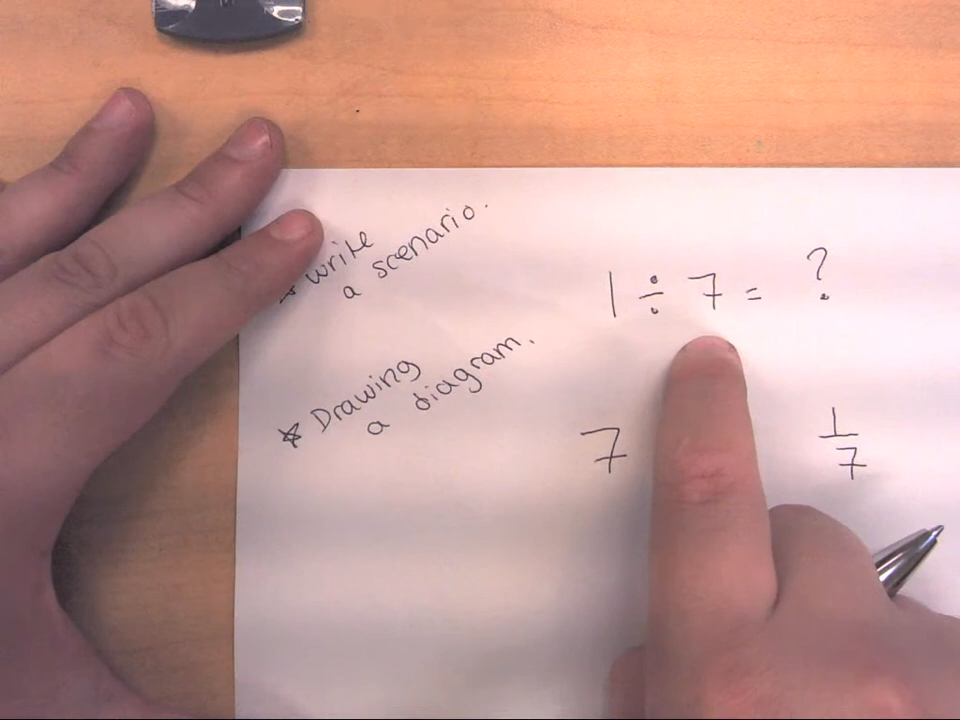 * write
a scenario.
* Drawing
a diagram.
1 ÷ 7 = ?
7
1/7